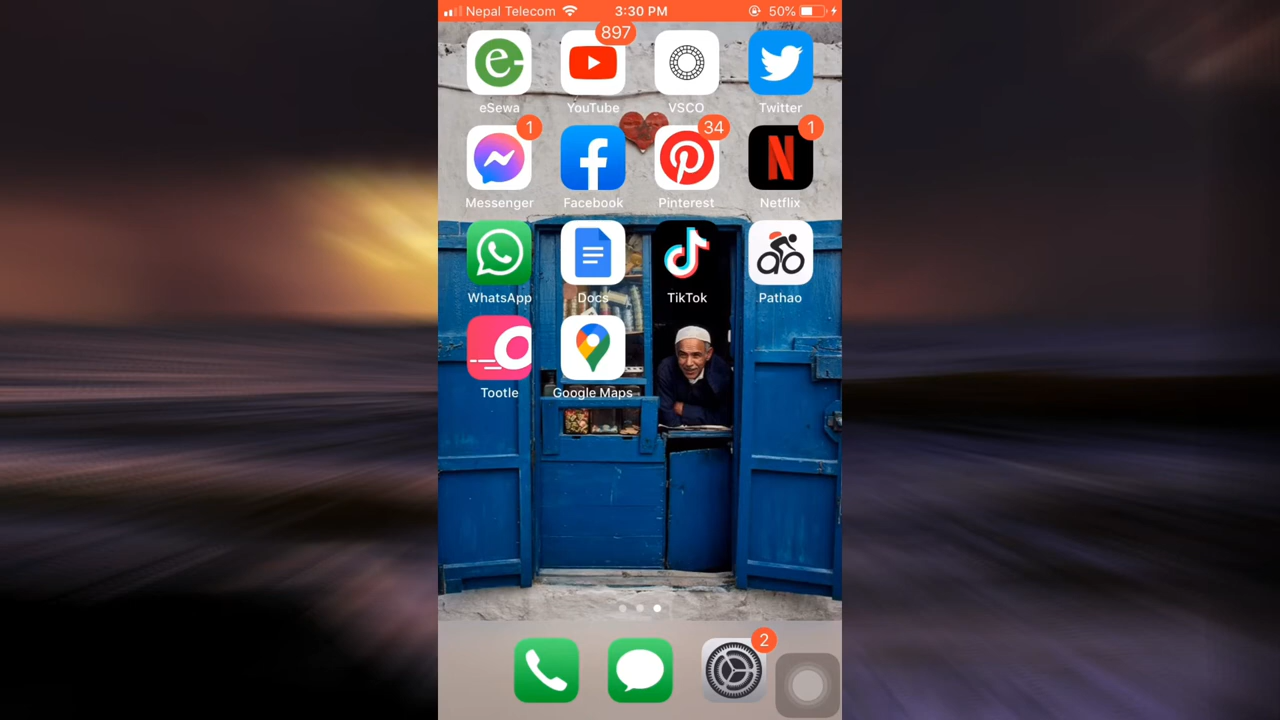 Nepal Telecom 3:30 PM 50%
897
eSewa YouTube VSCO Twitter
1 34 1
Messenger Facebook Pinterest Netflix
WhatsApp Docs TikTok Pathao
Tootle Google Maps
2